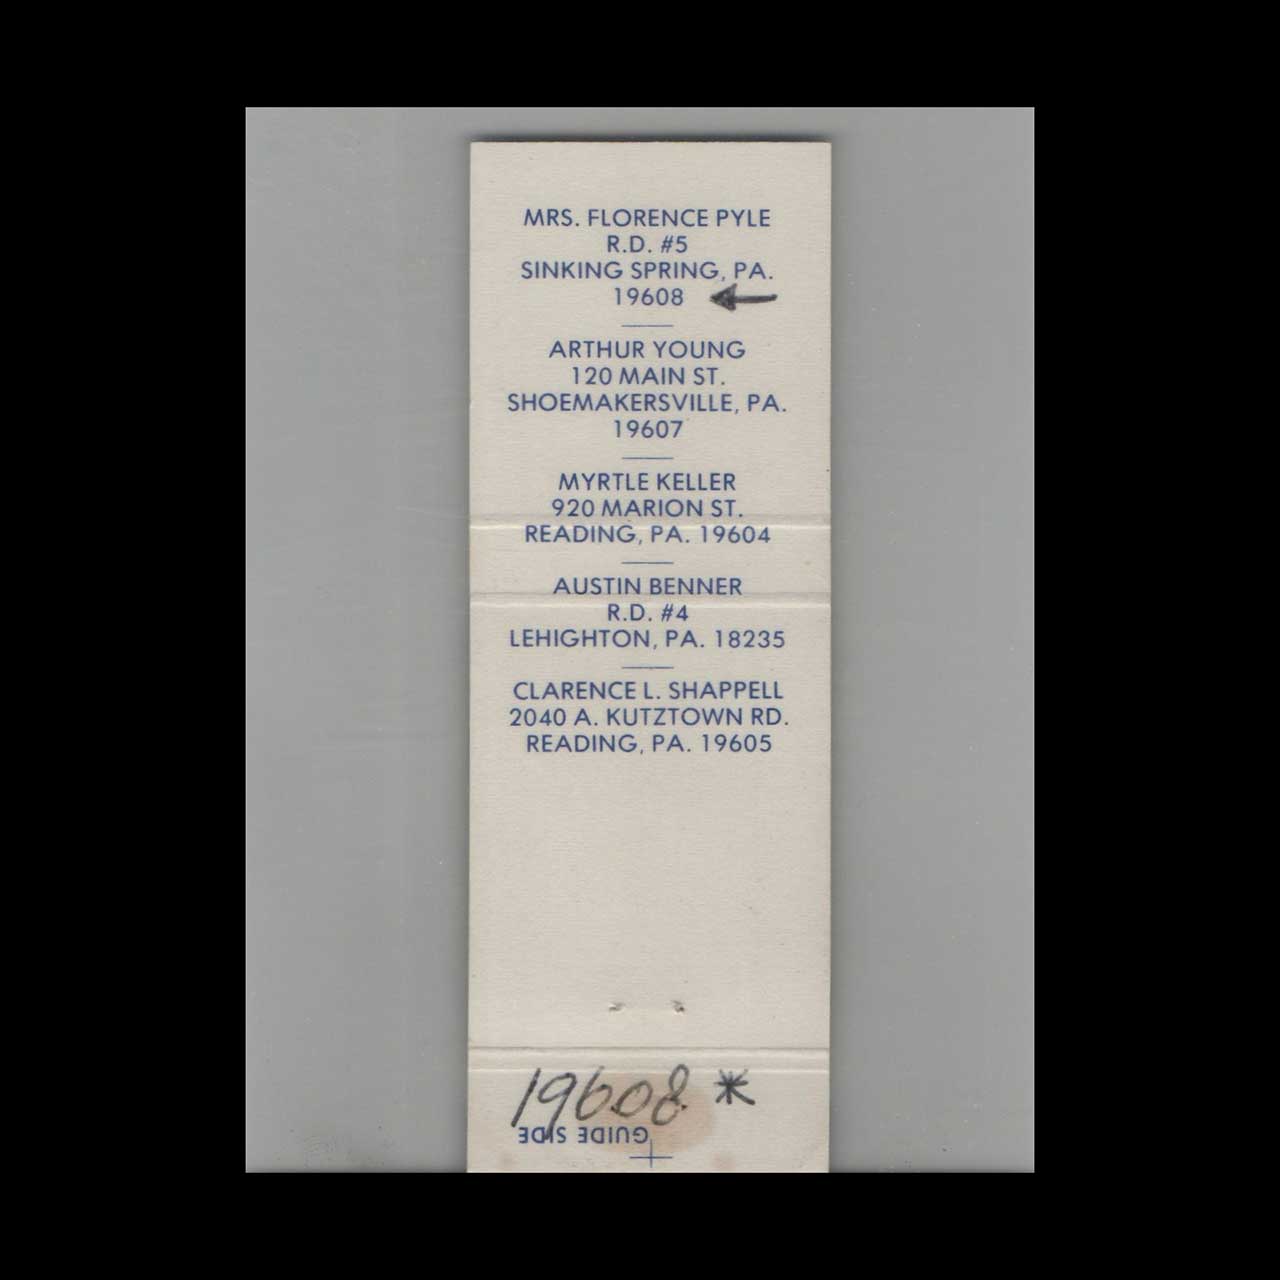 MRS. FLORENCE PYLE
R.D. #5
SINKING SPRING, PA.
19608 ←
ARTHUR YOUNG
120 MAIN ST.
SHOEMAKERSVILLE, PA.
19607
MYRTLE KELLER
920 MARION ST.
READING, PA. 19604
AUSTIN BENNER
R.D. #4
LEHIGHTON, PA. 18235
CLARENCE L. SHAPPELL
2040 A. KUTZTOWN RD.
READING, PA. 19605
19608 *
GUIDE SIDE